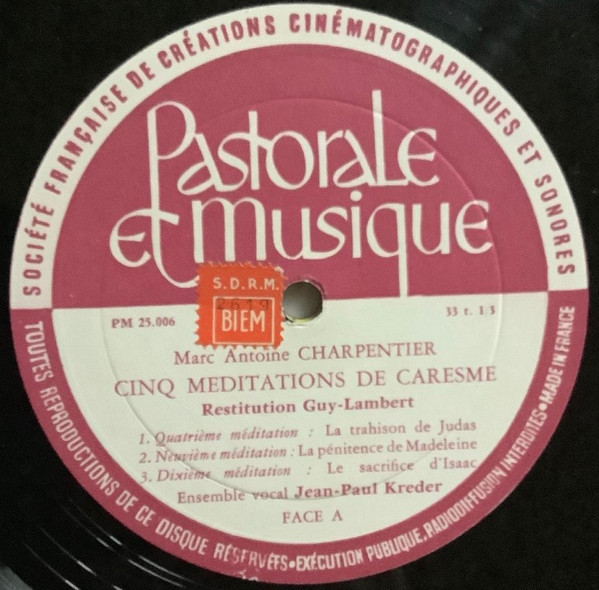 SOCIÉTÉ FRANÇAISE DE CRÉATIONS CINÉMATOGRAPHIQUES ET SONORES
Pastorale
et musique
S.D.R.M.
BIEM
PM 25.006
33 t. 1/3
Marc Antoine CHARPENTIER
CINQ MEDITATIONS DE CARESME
Restitution Guy-Lambert
1. Quatrième méditation : La trahison de Judas
2. Neuvième méditation : La pénitence de Madeleine
3. Dixième méditation : Le sacrifice d'Isaac
Ensemble vocal Jean-Paul Kreder
FACE A
TOUTES REPRODUCTIONS DE CE DISQUE RÉSERVÉES•EXÉCUTION PUBLIQUE, RADIODIFFUSION INTERDITES•MADE IN FRANCE